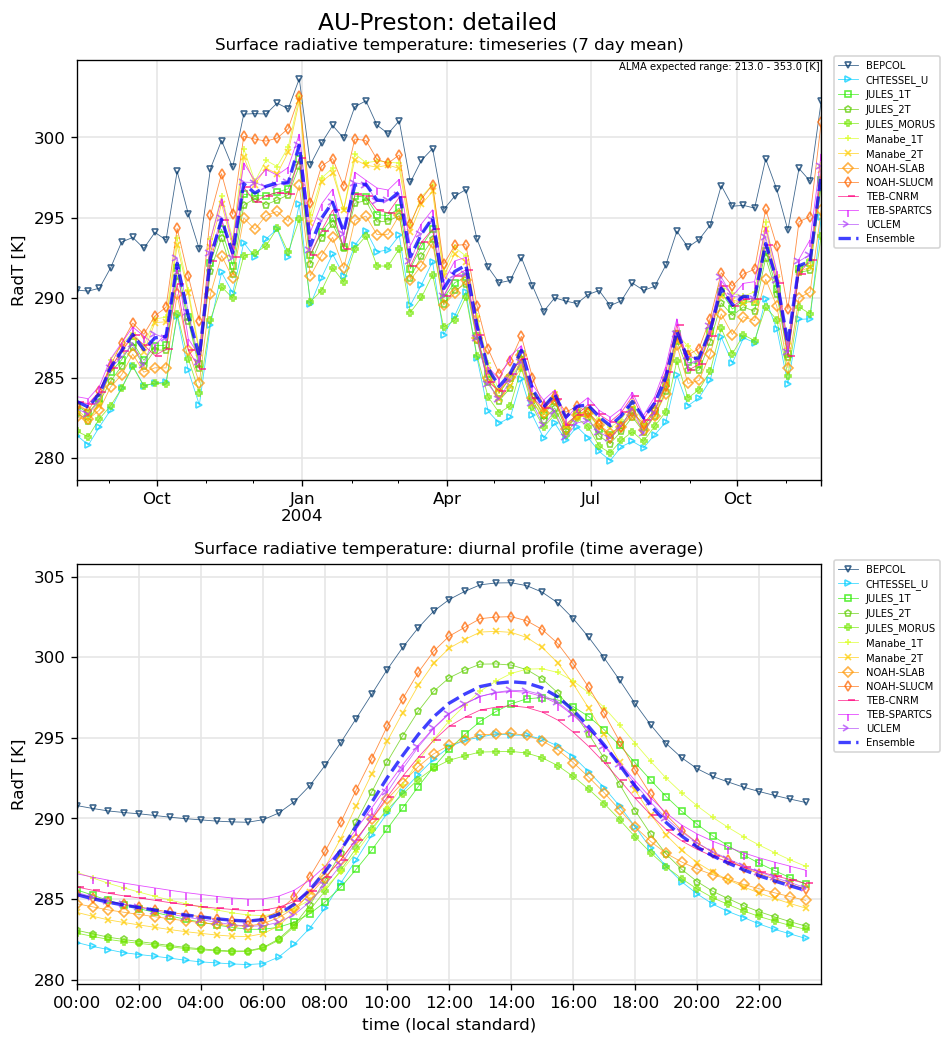 AU-Preston: detailed
Surface radiative temperature: timeseries (7 day mean)
ALMA expected range: 213.0 - 353.0 [K]
RadT [K]
300
295
290
285
280
Oct
Jan
2004
Apr
Jul
Oct
BEPCOL
CHTESSEL_U
JULES_1T
JULES_2T
JULES_MORUS
Manabe_1T
Manabe_2T
NOAH-SLAB
NOAH-SLUCM
TEB-CNRM
TEB-SPARTCS
UCLEM
Ensemble
Surface radiative temperature: diurnal profile (time average)
RadT [K]
305
300
295
290
285
280
00:00 02:00 04:00 06:00 08:00 10:00 12:00 14:00 16:00 18:00 20:00 22:00
time (local standard)
BEPCOL
CHTESSEL_U
JULES_1T
JULES_2T
JULES_MORUS
Manabe_1T
Manabe_2T
NOAH-SLAB
NOAH-SLUCM
TEB-CNRM
TEB-SPARTCS
UCLEM
Ensemble